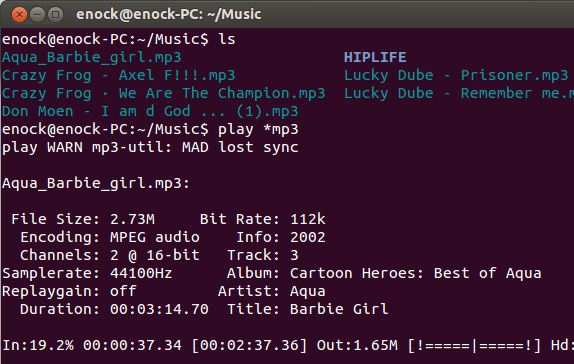 enock@enock-PC: ~/Music
enock@enock-PC:~/Music$ ls
Aqua_Barbie_girl.mp3 HIPLIFE
Crazy Frog - Axel F!!!.mp3 Lucky Dube - Prisoner.mp3
Crazy Frog · We Are The Champion.mp3 Lucky Dube - Remember me.m
Don Moen - I am d God ... (1).mp3
enock@enock-PC:~/Music$ play *mp3
play WARN mp3-util: MAD lost sync
Aqua_Barbie_girl.mp3:
File Size: 2.73M Bit Rate: 112k
Encoding: MPEG audio Info: 2002
Channels: 2 @ 16-bit Track: 3
Samplerate: 44100Hz Album: Cartoon Heroes: Best of Aqua
Replaygain: off Artist: Aqua
Duration: 00:03:14.70 Title: Barbie Girl
In:19.2% 00:00:37.34 [00:02:37.36] Out:1.65M [!=====|=====!] Hd: